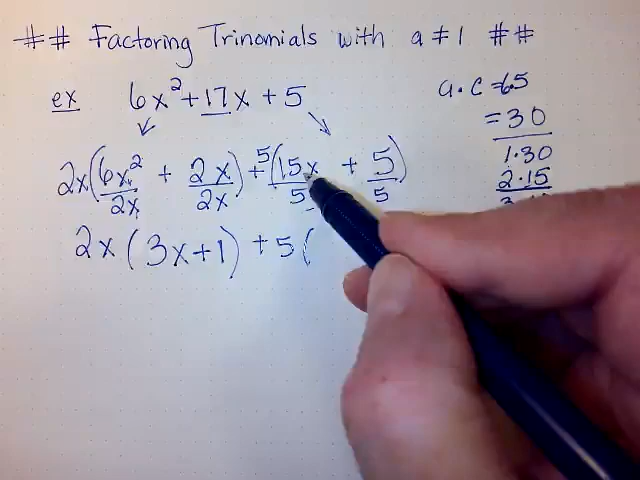 ## Factoring Trinomials with a ≠ 1 ##
ex 6x² + 17x + 5
a·c = 6·5
= 30
1·30
2·15
2x(6x²/2x + 2x/2x) + 5(15x/5 + 5/5)
2x(3x+1) + 5(